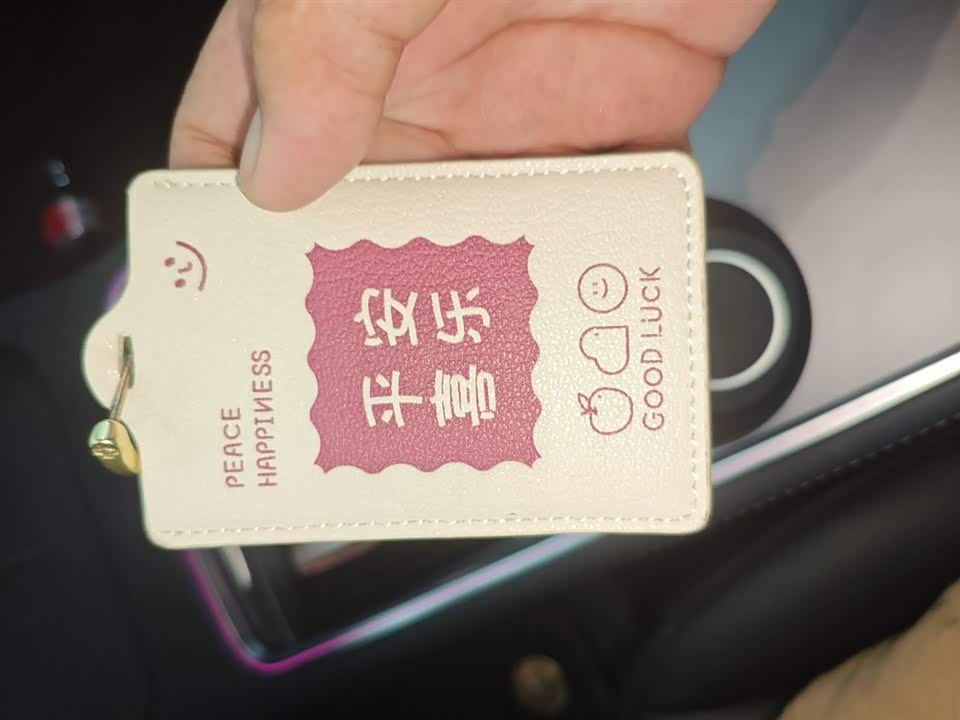 PEACE
HAPPINESS
平安
喜乐
GOOD LUCK